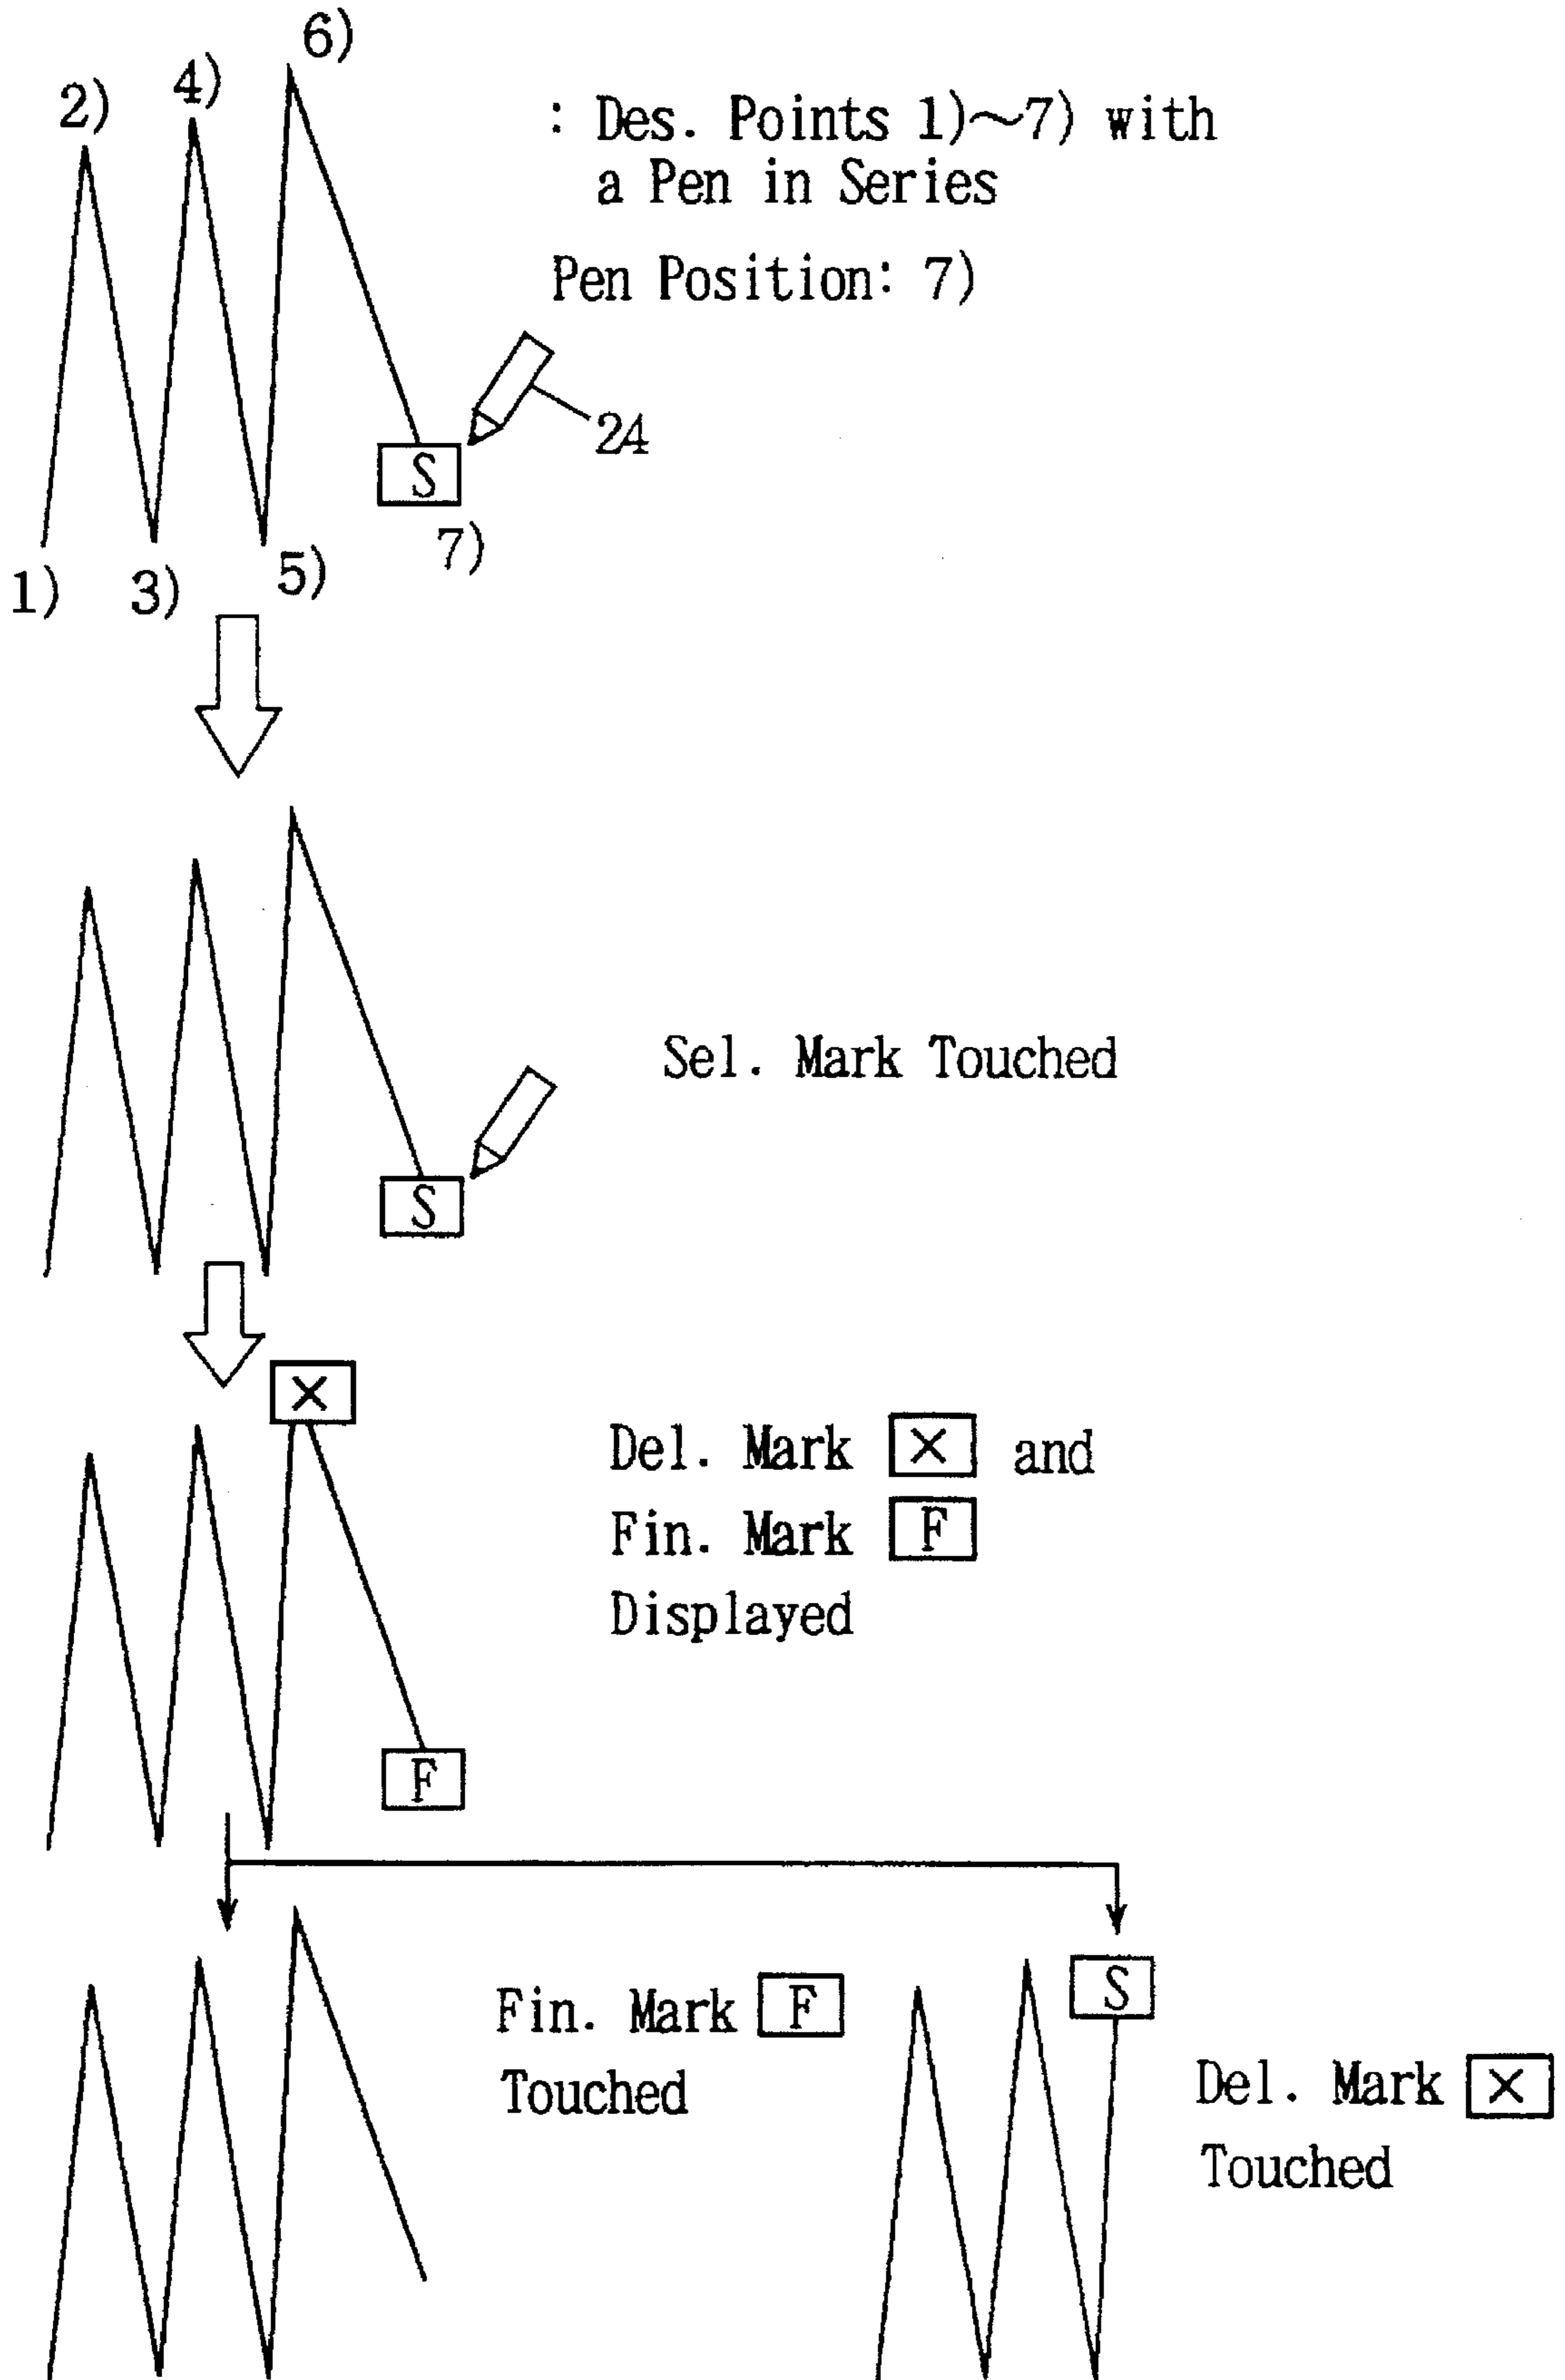 6)
4)
2)
: Des. Points 1)~7) with
a Pen in Series
Pen Position: 7)
24
S
7)
5)
1)
3)
Sel. Mark Touched
S
X
Del. Mark X and
Fin. Mark F
Displayed
F
Fin. Mark F
Touched
S
Del. Mark X
Touched